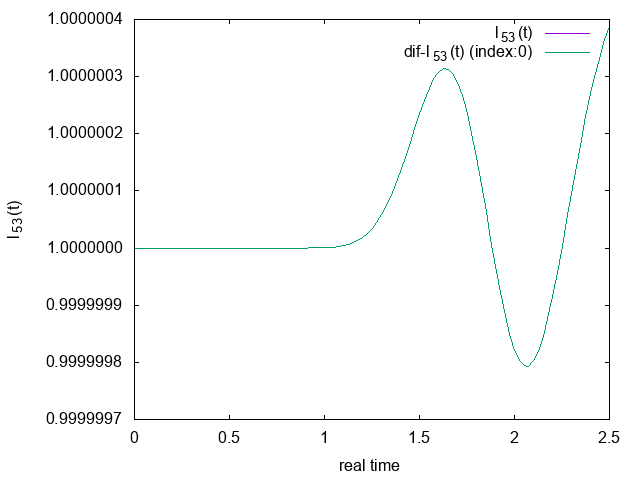 1.0000004
1.0000003
1.0000002
1.0000001
1.0000000
0.9999999
0.9999998
0.9999997
I53(t)
I53(t)
dif-I53(t) (index:0)
0 0.5 1 1.5 2 2.5
real time